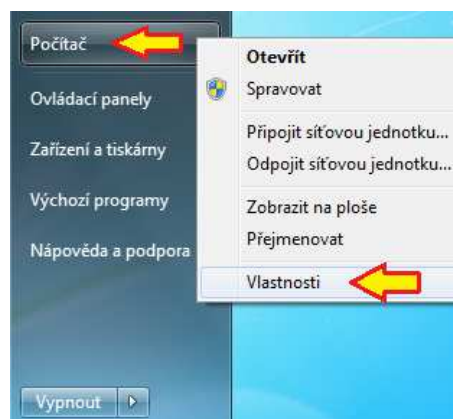 Počítač
Ovládací panely
Zařízení a tiskárny
Výchozí programy
Nápověda a podpora
Vypnout
Otevřít
Spravovat
Připojit síťovou jednotku...
Odpojit síťovou jednotku...
Zobrazit na ploše
Přejmenovat
Vlastnosti